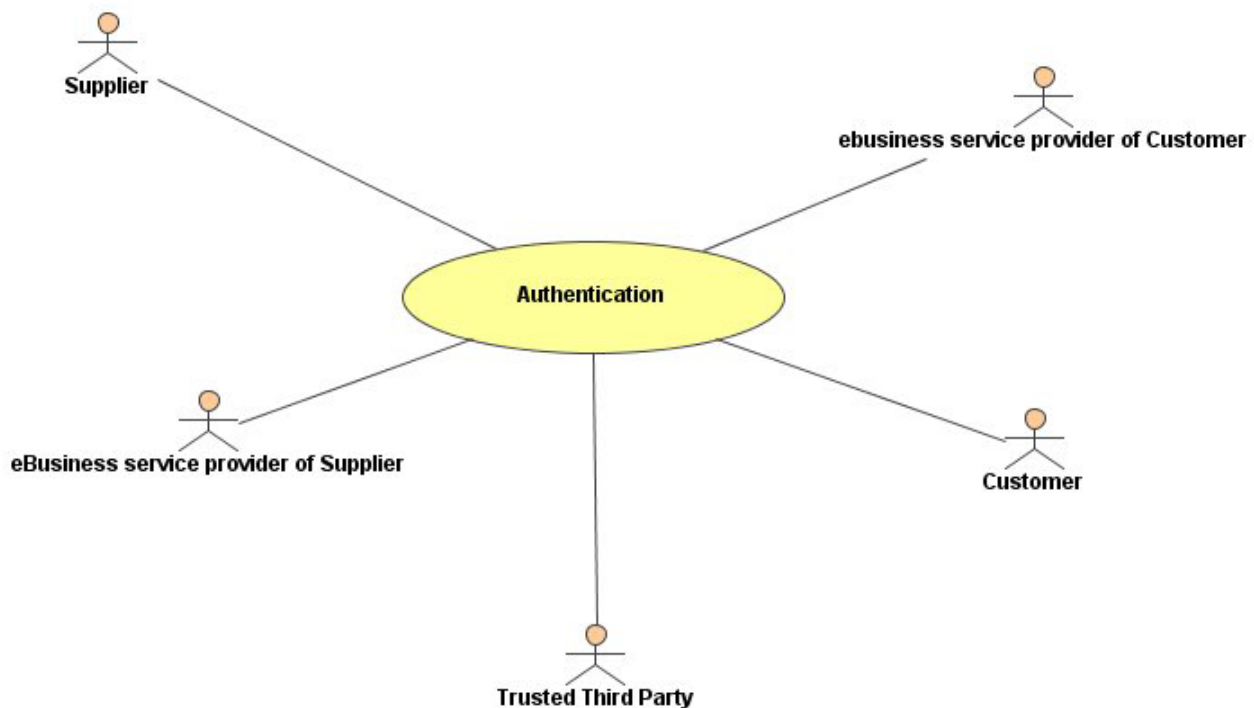 Supplier
ebusiness service provider of Customer
Authentication
eBusiness service provider of Supplier
Customer
Trusted Third Party